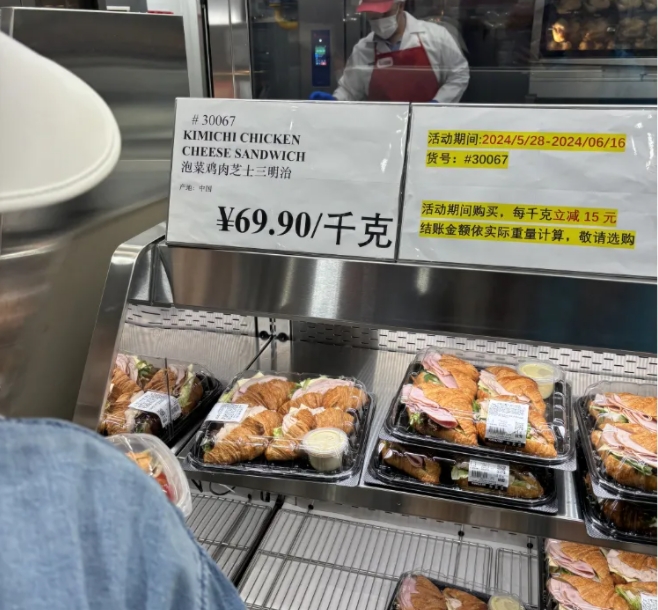 # 30067
KIMICHI CHICKEN
CHEESE SANDWICH
泡菜鸡肉芝士三明治
产地：中国
¥69.90/千克
活动期间:2024/5/28-2024/06/16
货号：#30067
活动期间购买，每千克立减 15 元
结账金额依实际重量计算，敬请选购